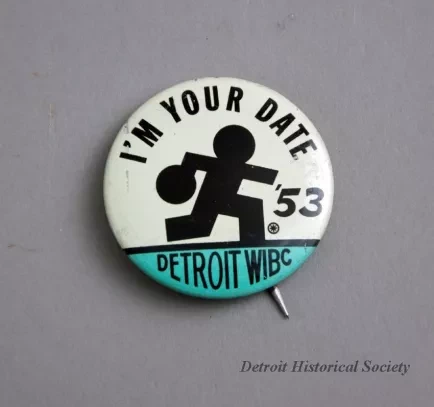 I'M YOUR DATE
'53
DETROIT WIBC
Detroit Historical Society